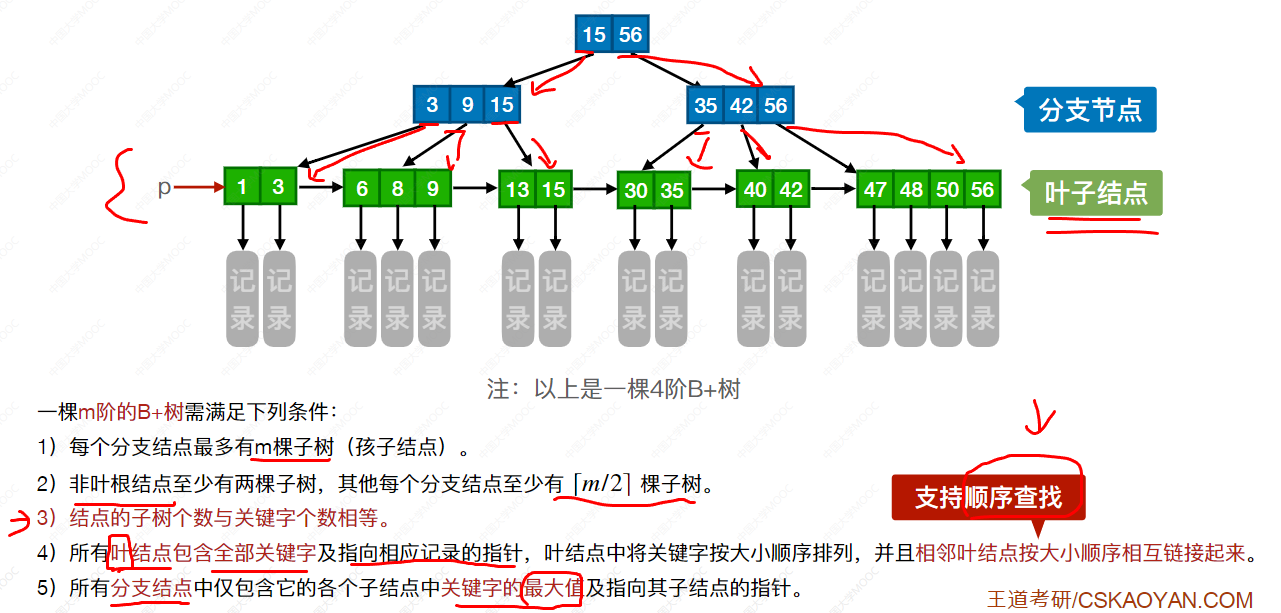 15 56
3 9 15
35 42 56
分支节点
p
1 3
6 8 9
13 15
30 35
40 42
47 48 50 56
叶子结点
记录 记录 记录 记录 记录 记录 记录 记录 记录 记录 记录 记录 记录 记录 记录
注：以上是一棵4阶B+树
一棵m阶的B+树需满足下列条件：
1）每个分支结点最多有m棵子树（孩子结点）。
2）非叶根结点至少有两棵子树，其他每个分支结点至少有 ⌈m/2⌉ 棵子树。
支持顺序查找
3）结点的子树个数与关键字个数相等。
4）所有叶结点包含全部关键字及指向相应记录的指针，叶结点中将关键字按大小顺序排列，并且相邻叶结点按大小顺序相互链接起来。
5）所有分支结点中仅包含它的各个子结点中关键字的最大值及指向其子结点的指针。
王道考研/CSKAOYAN.COM